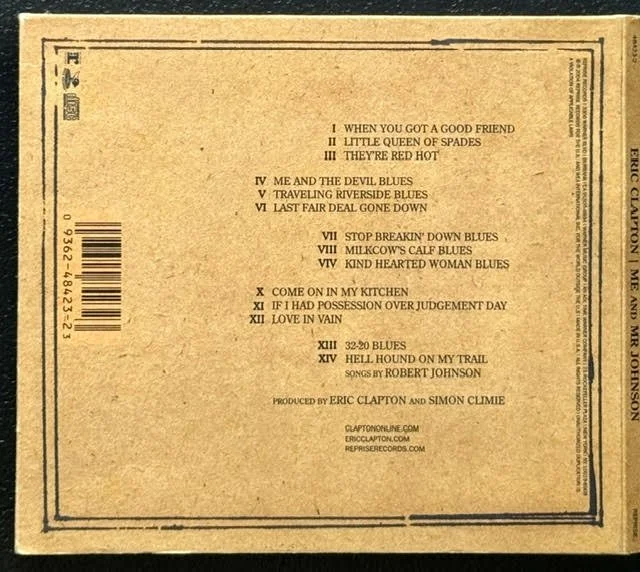 I WHEN YOU GOT A GOOD FRIEND
II LITTLE QUEEN OF SPADES
III THEY'RE RED HOT
IV ME AND THE DEVIL BLUES
V TRAVELING RIVERSIDE BLUES
VI LAST FAIR DEAL GONE DOWN
VII STOP BREAKIN' DOWN BLUES
VIII MILKCOW'S CALF BLUES
VIV KIND HEARTED WOMAN BLUES
X COME ON IN MY KITCHEN
XI IF I HAD POSSESSION OVER JUDGEMENT DAY
XII LOVE IN VAIN
XIII 32-20 BLUES
XIV HELL HOUND ON MY TRAIL
SONGS BY ROBERT JOHNSON
PRODUCED BY ERIC CLAPTON AND SIMON CLIMIE
CLAPTONONLINE.COM
ERICCLAPTON.COM
REPRISERECORDS.COM
0 9362-48423-2 3
48423-2
ERIC CLAPTON | ME AND MR JOHNSON